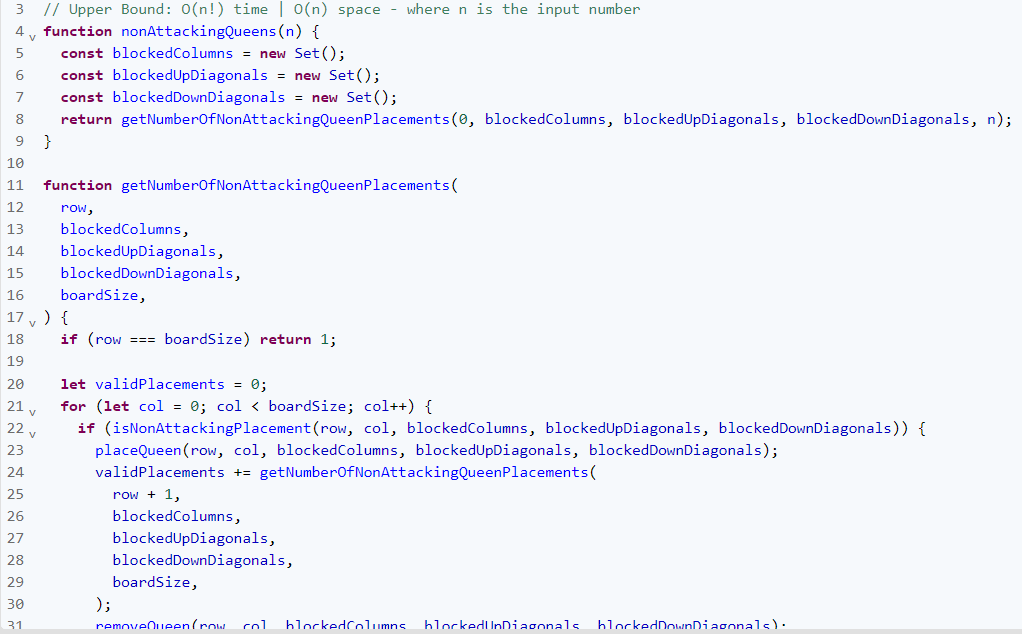 3 // Upper Bound: O(n!) time | O(n) space - where n is the input number
4 function nonAttackingQueens(n) {
5 const blockedColumns = new Set();
6 const blockedUpDiagonals = new Set();
7 const blockedDownDiagonals = new Set();
8 return getNumberOfNonAttackingQueenPlacements(0, blockedColumns, blockedUpDiagonals, blockedDownDiagonals, n);
9 }
10
11 function getNumberOfNonAttackingQueenPlacements(
12 row,
13 blockedColumns,
14 blockedUpDiagonals,
15 blockedDownDiagonals,
16 boardSize,
17 ) {
18 if (row === boardSize) return 1;
19
20 let validPlacements = 0;
21 for (let col = 0; col < boardSize; col++) {
22 if (isNonAttackingPlacement(row, col, blockedColumns, blockedUpDiagonals, blockedDownDiagonals)) {
23 placeQueen(row, col, blockedColumns, blockedUpDiagonals, blockedDownDiagonals);
24 validPlacements += getNumberOfNonAttackingQueenPlacements(
25 row + 1,
26 blockedColumns,
27 blockedUpDiagonals,
28 blockedDownDiagonals,
29 boardSize,
30 );
31 removeQueen(row, col, blockedColumns, blockedUpDiagonals, blockedDownDiagonals);